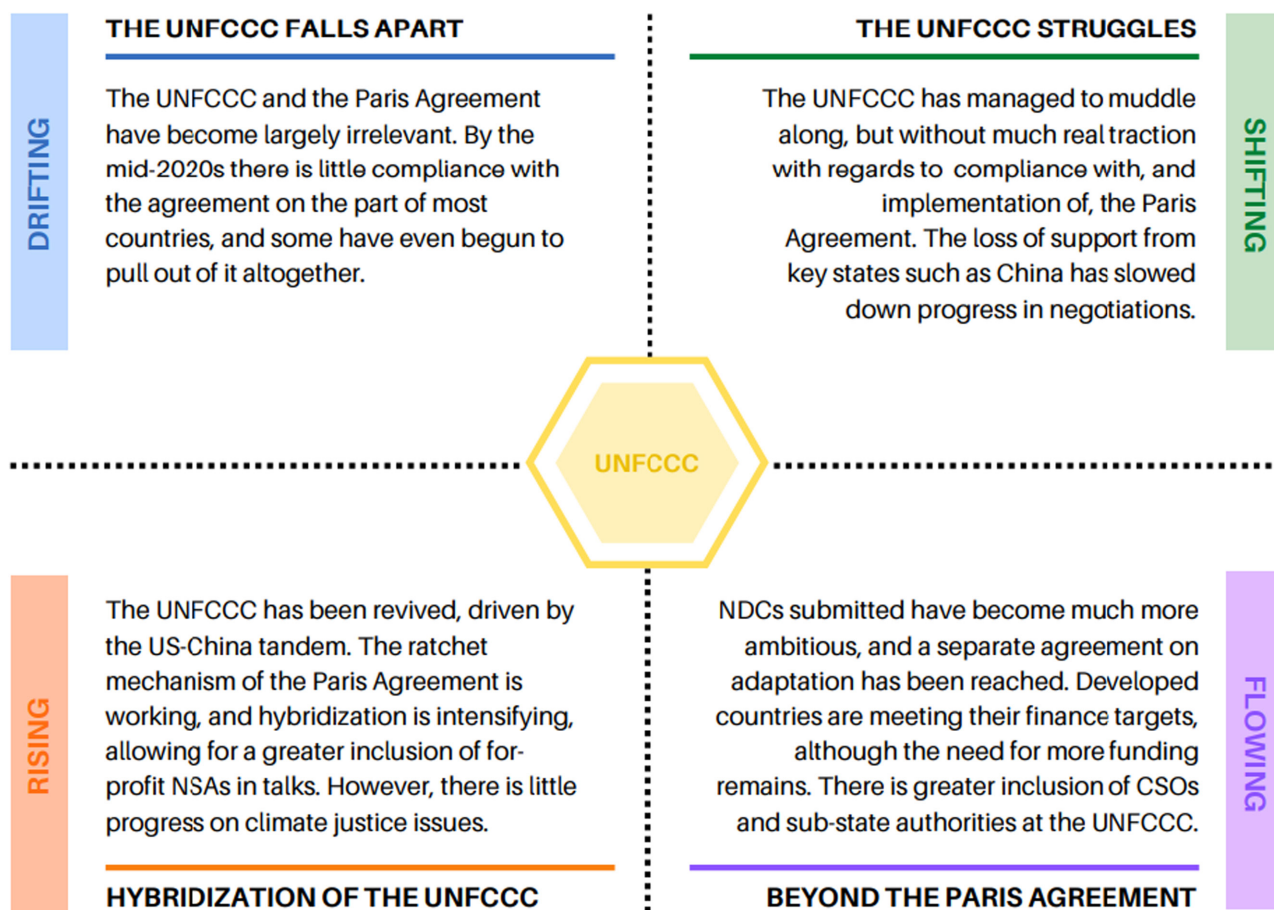 DRIFTING
THE UNFCCC FALLS APART
The UNFCCC and the Paris Agreement
have become largely irrelevant. By the
mid-2020s there is little compliance with
the agreement on the part of most
countries, and some have even begun to
pull out of it altogether.
THE UNFCCC STRUGGLES
The UNFCCC has managed to muddle
along, but without much real traction
with regards to compliance with, and
implementation of, the Paris
Agreement. The loss of support from
key states such as China has slowed
down progress in negotiations.
SHIFTING
UNFCCC
RISING
The UNFCCC has been revived, driven by
the US-China tandem. The ratchet
mechanism of the Paris Agreement is
working, and hybridization is intensifying,
allowing for a greater inclusion of for-
profit NSAs in talks. However, there is little
progress on climate justice issues.
HYBRIDIZATION OF THE UNFCCC
NDCs submitted have become much more
ambitious, and a separate agreement on
adaptation has been reached. Developed
countries are meeting their finance targets,
although the need for more funding
remains. There is greater inclusion of CSOs
and sub-state authorities at the UNFCCC.
BEYOND THE PARIS AGREEMENT
FLOWING